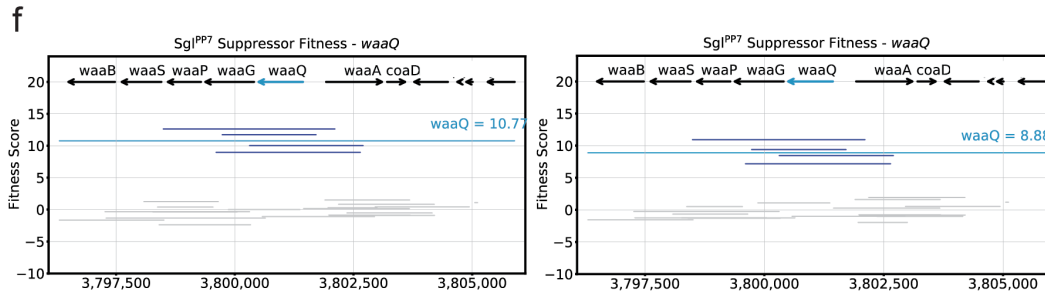 f
Sgl^PP7 Suppressor Fitness - waaQ
waaB waaS waaP waaG waaQ waaA coaD
waaQ = 10.77
Fitness Score
20
15
10
5
0
−5
−10
3,797,500 3,800,000 3,802,500 3,805,000
Sgl^PP7 Suppressor Fitness - waaQ
waaB waaS waaP waaG waaQ waaA coaD
waaQ = 8.88
Fitness Score
20
15
10
5
0
−5
−10
3,797,500 3,800,000 3,802,500 3,805,000